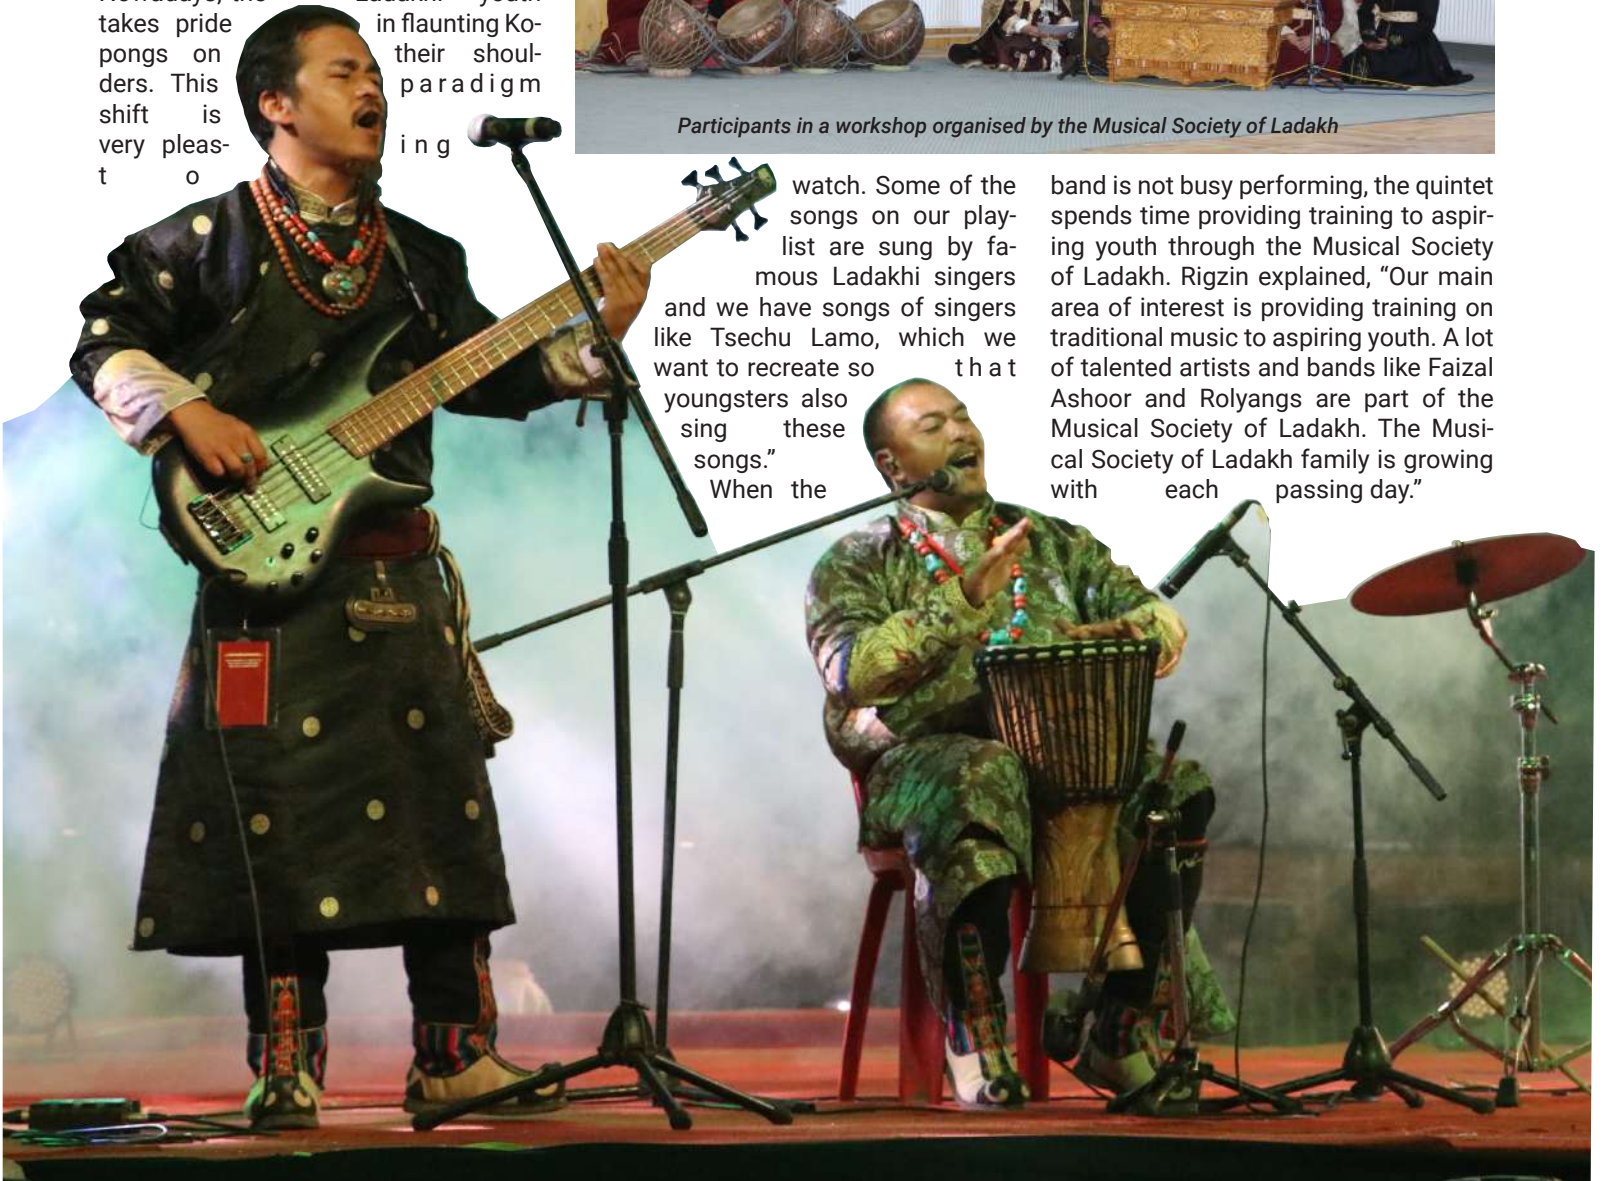 Nowadays, the Ladakhi youth
takes pride in flaunting Ko-
pongs on their shoul-
ders. This paradigm
shift is
very pleas- ing
t o
Participants in a workshop organised by the Musical Society of Ladakh
watch. Some of the
songs on our play-
list are sung by fa-
mous Ladakhi singers
and we have songs of singers
like Tsechu Lamo, which we
want to recreate so that
youngsters also
sing these
songs.”
When the
band is not busy performing, the quintet
spends time providing training to aspir-
ing youth through the Musical Society
of Ladakh. Rigzin explained, “Our main
area of interest is providing training on
traditional music to aspiring youth. A lot
of talented artists and bands like Faizal
Ashoor and Rolyangs are part of the
Musical Society of Ladakh. The Musi-
cal Society of Ladakh family is growing
with each passing day.”